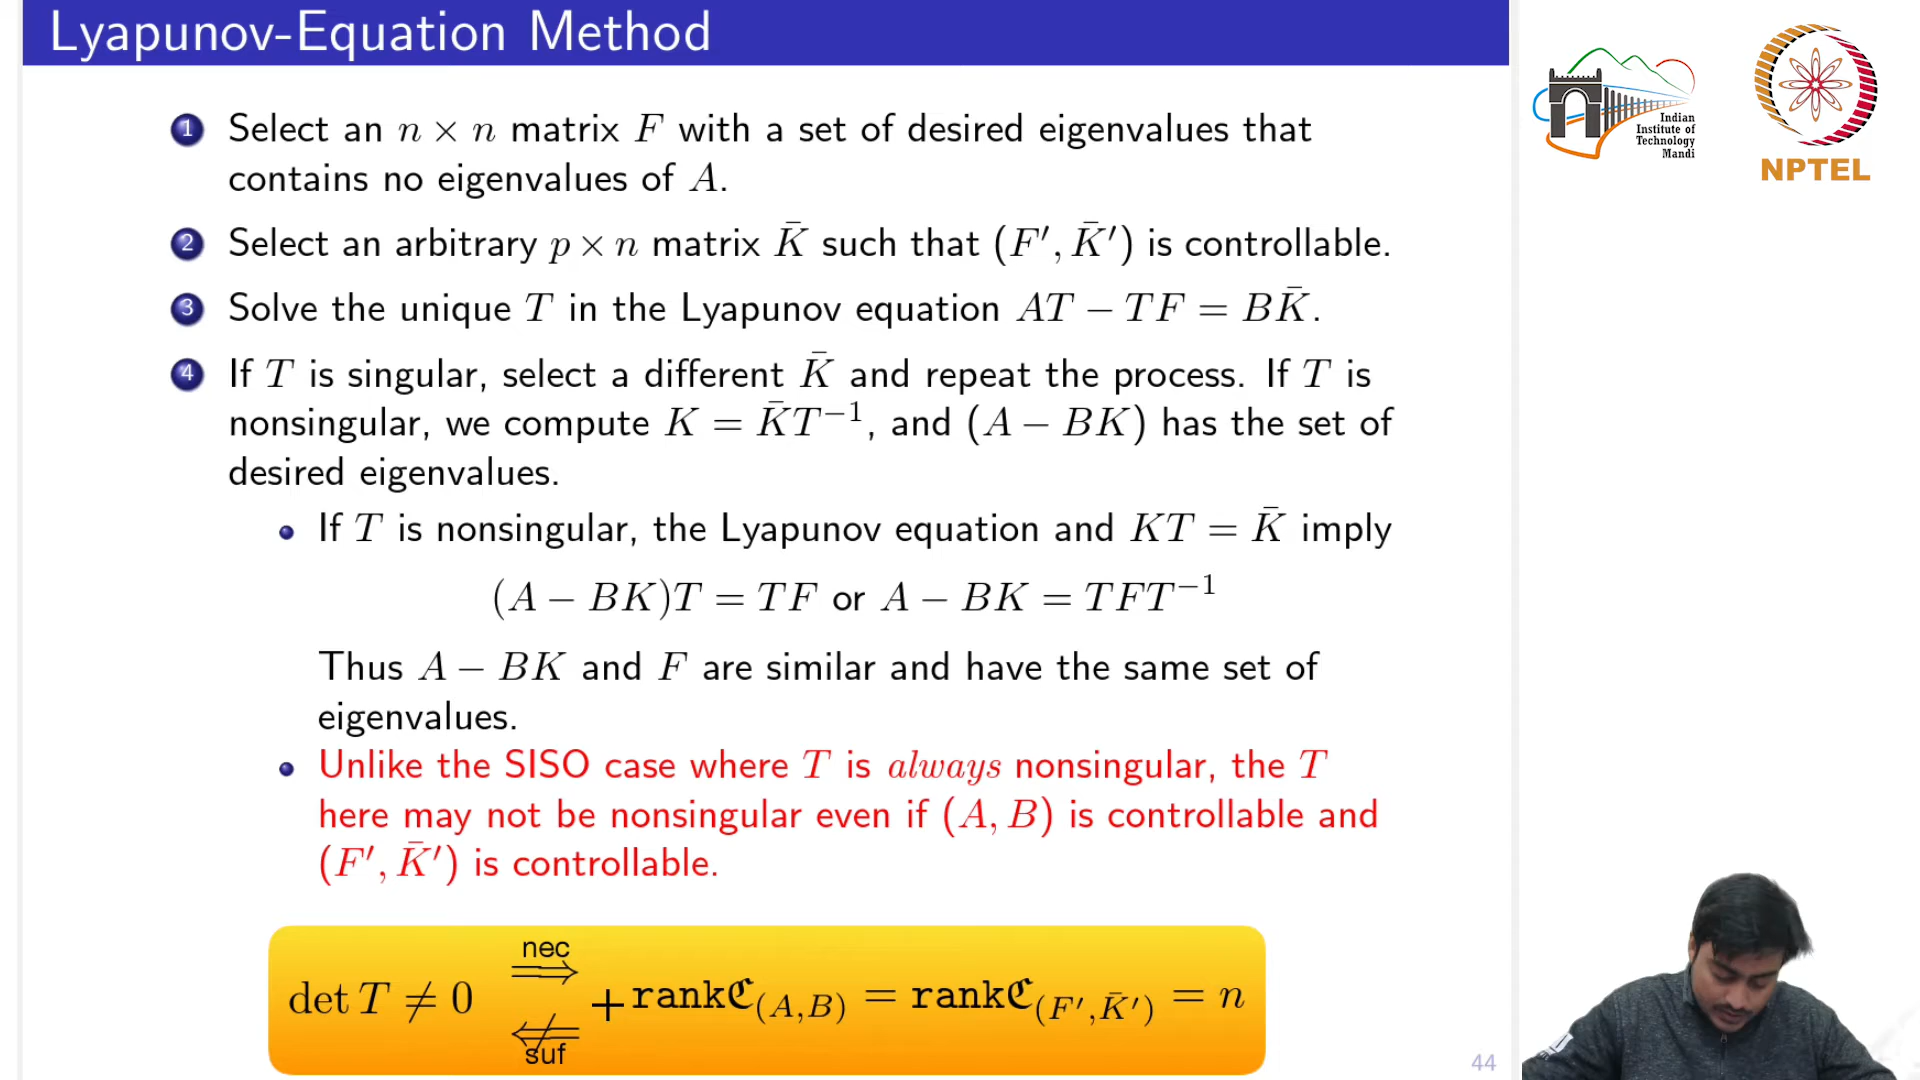 Lyapunov-Equation Method
1 Select an n × n matrix F with a set of desired eigenvalues that
contains no eigenvalues of A.
2 Select an arbitrary p × n matrix K̄ such that (F′, K̄′) is controllable.
3 Solve the unique T in the Lyapunov equation AT − TF = BK̄.
4 If T is singular, select a different K̄ and repeat the process. If T is
nonsingular, we compute K = K̄T⁻¹, and (A − BK) has the set of
desired eigenvalues.
• If T is nonsingular, the Lyapunov equation and KT = K̄ imply
(A − BK)T = TF or A − BK = TFT⁻¹
Thus A − BK and F are similar and have the same set of
eigenvalues.
• Unlike the SISO case where T is always nonsingular, the T
here may not be nonsingular even if (A, B) is controllable and
(F′, K̄′) is controllable.
nec
det T ≠ 0 ⟹ + rankℭ(A,B) = rankℭ(F′,K̄′) = n
⟸̸
suf
44
Indian
Institute of
Technology
Mandi
NPTEL